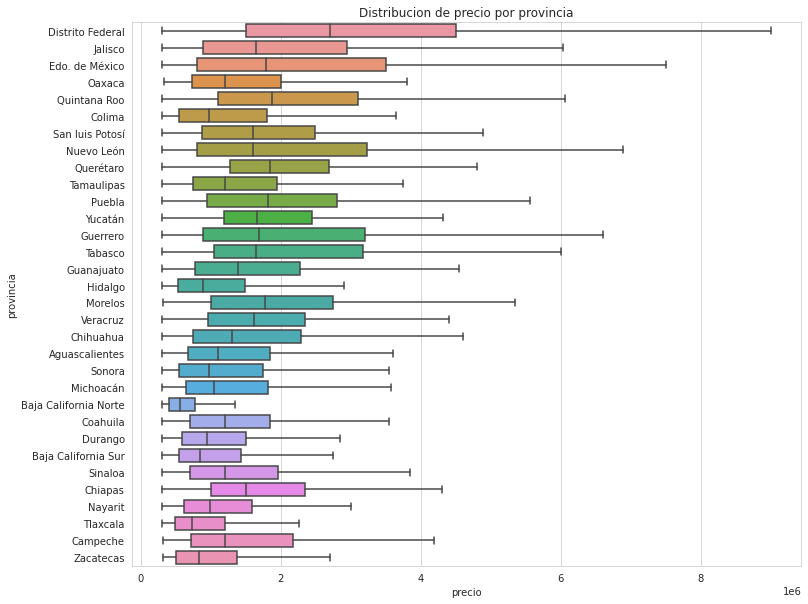 Distribucion de precio por provincia
provincia
Distrito Federal
Jalisco
Edo. de México
Oaxaca
Quintana Roo
Colima
San luis Potosí
Nuevo León
Querétaro
Tamaulipas
Puebla
Yucatán
Guerrero
Tabasco
Guanajuato
Hidalgo
Morelos
Veracruz
Chihuahua
Aguascalientes
Sonora
Michoacán
Baja California Norte
Coahuila
Durango
Baja California Sur
Sinaloa
Chiapas
Nayarit
Tlaxcala
Campeche
Zacatecas
0 2 4 6 8
precio 1e6